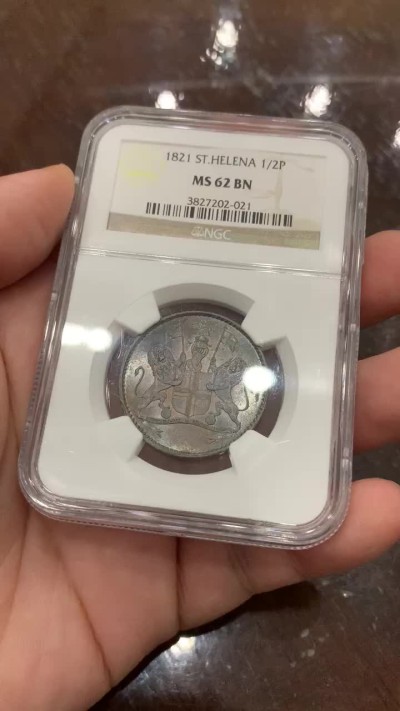 1821 ST.HELENA 1/2P
MS 62 BN
3827202-021
NGC